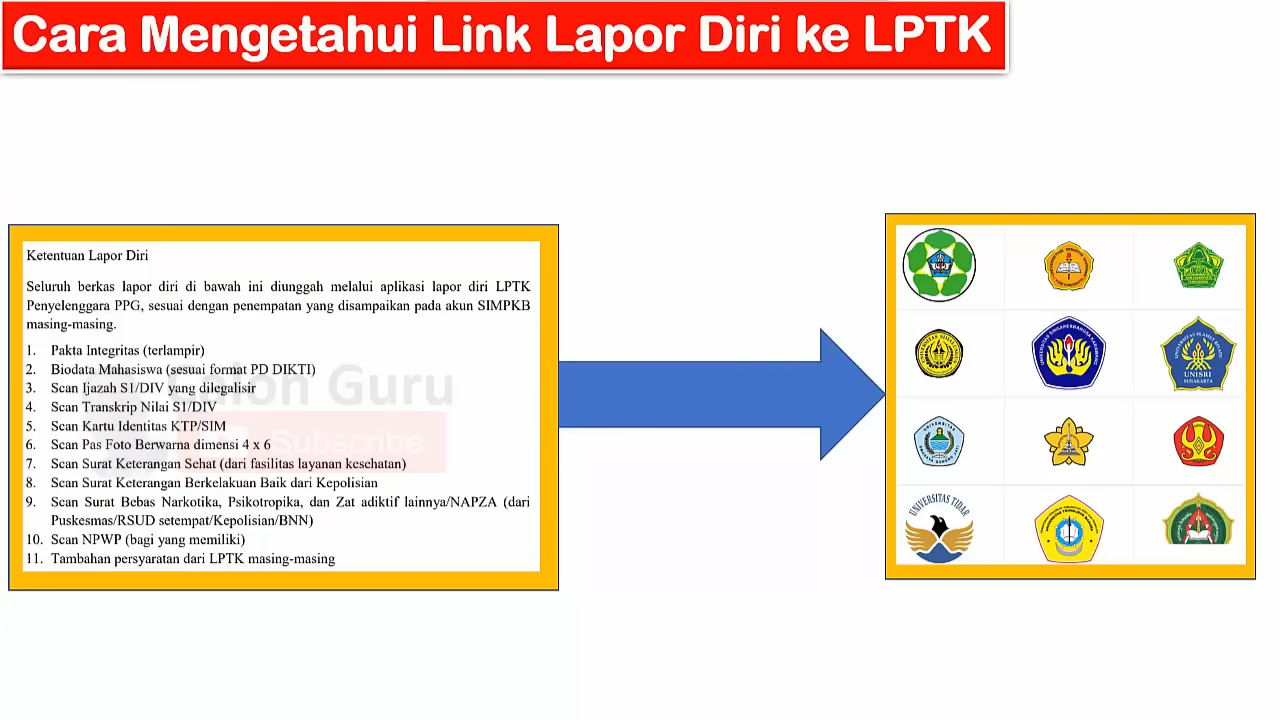 Cara Mengetahui Link Lapor Diri ke LPTK
Ketentuan Lapor Diri
Seluruh berkas lapor diri di bawah ini diunggah melalui aplikasi lapor diri LPTK
Penyelenggara PPG, sesuai dengan penempatan yang disampaikan pada akun SIMPKB
masing-masing.
1. Pakta Integritas (terlampir)
2. Biodata Mahasiswa (sesuai format PD DIKTI)
3. Scan Ijazah S1/DIV yang dilegalisir
4. Scan Transkrip Nilai S1/DIV
5. Scan Kartu Identitas KTP/SIM
6. Scan Pas Foto Berwarna dimensi 4 x 6
7. Scan Surat Keterangan Sehat (dari fasilitas layanan kesehatan)
8. Scan Surat Keterangan Berkelakuan Baik dari Kepolisian
9. Scan Surat Bebas Narkotika, Psikotropika, dan Zat adiktif lainnya/NAPZA (dari
Puskesmas/RSUD setempat/Kepolisian/BNN)
10. Scan NPWP (bagi yang memiliki)
11. Tambahan persyaratan dari LPTK masing-masing
Guru
Subscribe
UNIVERSITAS SINGAPERBANGSA KARAWANG
UNIVERSITAS SLAMET RIYADI
UNISRI
SURAKARTA
UNIVERSITAS TIDAR